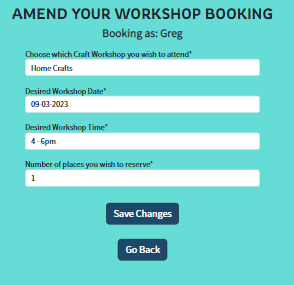 AMEND YOUR WORKSHOP BOOKING
Booking as: Greg
Choose which Craft Workshop you wish to attend*
Home Crafts
Desired Workshop Date*
09-03-2023
Desired Workshop Time*
4 - 6pm
Number of places you wish to reserve*
1
Save Changes
Go Back